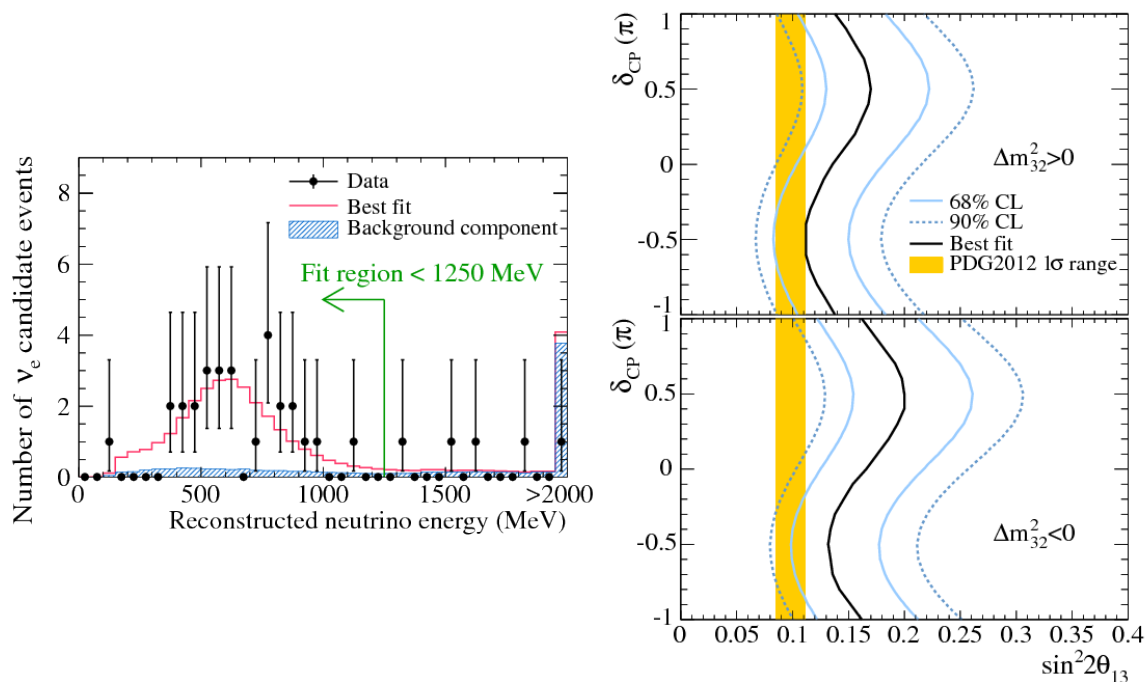 Number of νe candidate events
8
6
4
2
0
Data
Best fit
Background component
Fit region < 1250 MeV
0 500 1000 1500 >2000
Reconstructed neutrino energy (MeV)
δCP (π)
1
0.5
0
-0.5
-1
Δm²32>0
68% CL
90% CL
Best fit
PDG2012 1σ range
δCP (π)
1
0.5
0
-0.5
-1
Δm²32<0
0 0.05 0.1 0.15 0.2 0.25 0.3 0.35 0.4
sin²2θ13